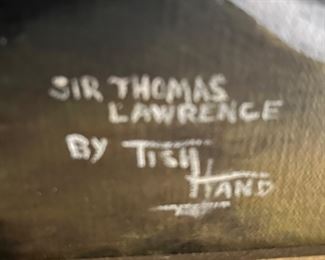 SIR THOMAS
LAWRENCE
BY TISH
HAND